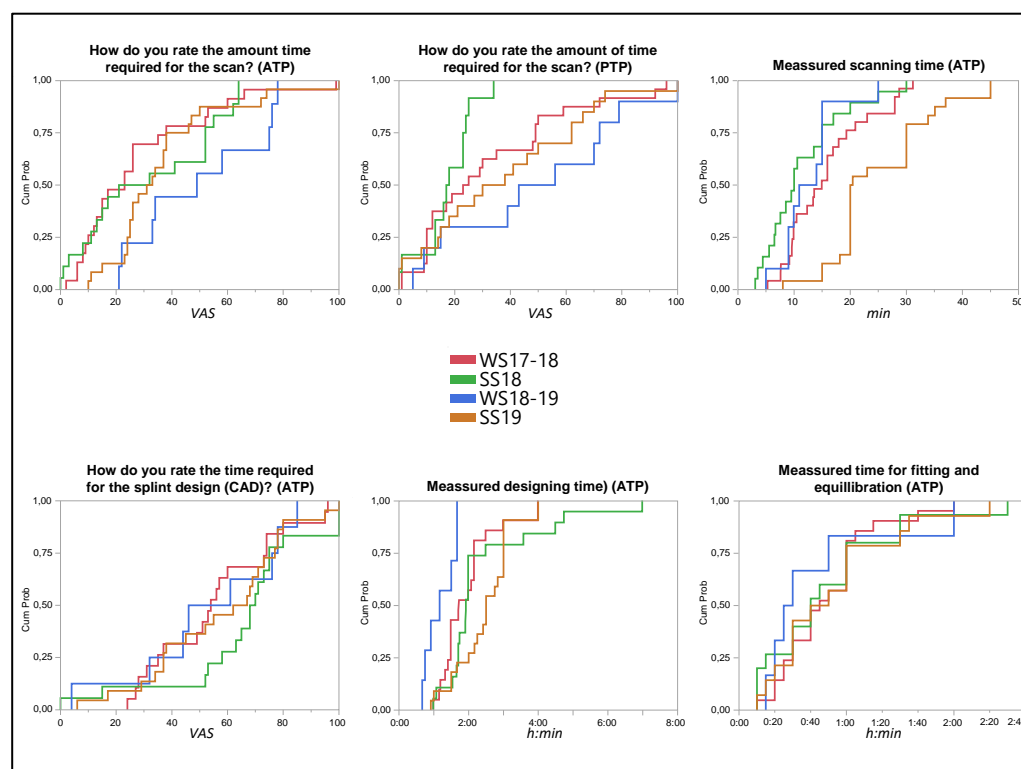 How do you rate the amount time
required for the scan? (ATP)
1,00
0,75
0,50
0,25
0,00
Cum Prob
0 20 40 60 80 100
VAS
How do you rate the amount of time
required for the scan? (PTP)
1,00
0,75
0,50
0,25
0,00
Cum Prob
0 20 40 60 80 100
VAS
Meassured scanning time (ATP)
1,00
0,75
0,50
0,25
0,00
Cum Prob
0 10 20 30 40 50
min
WS17-18
SS18
WS18-19
SS19
How do you rate the time required
for the splint design (CAD)? (ATP)
1,00
0,75
0,50
0,25
0,00
Cum Prob
0 20 40 60 80 100
VAS
Meassured designing time) (ATP)
1,00
0,75
0,50
0,25
0,00
Cum Prob
0:00 2:00 4:00 6:00 8:00
h:min
Meassured time for fitting and
equillibration (ATP)
1,00
0,75
0,50
0,25
0,00
Cum Prob
0:00 0:20 0:40 1:00 1:20 1:40 2:00 2:20
h:min